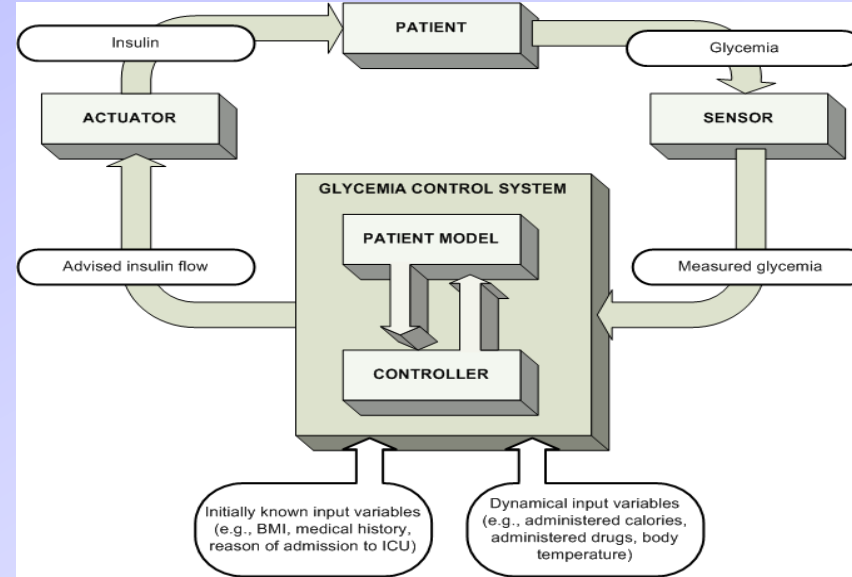 PATIENT
Insulin
Glycemia
ACTUATOR
SENSOR
GLYCEMIA CONTROL SYSTEM
PATIENT MODEL
Advised insulin flow
Measured glycemia
CONTROLLER
Initially known input variables
(e.g., BMI, medical history,
reason of admission to ICU)
Dynamical input variables
(e.g., administered calories,
administered drugs, body
temperature)